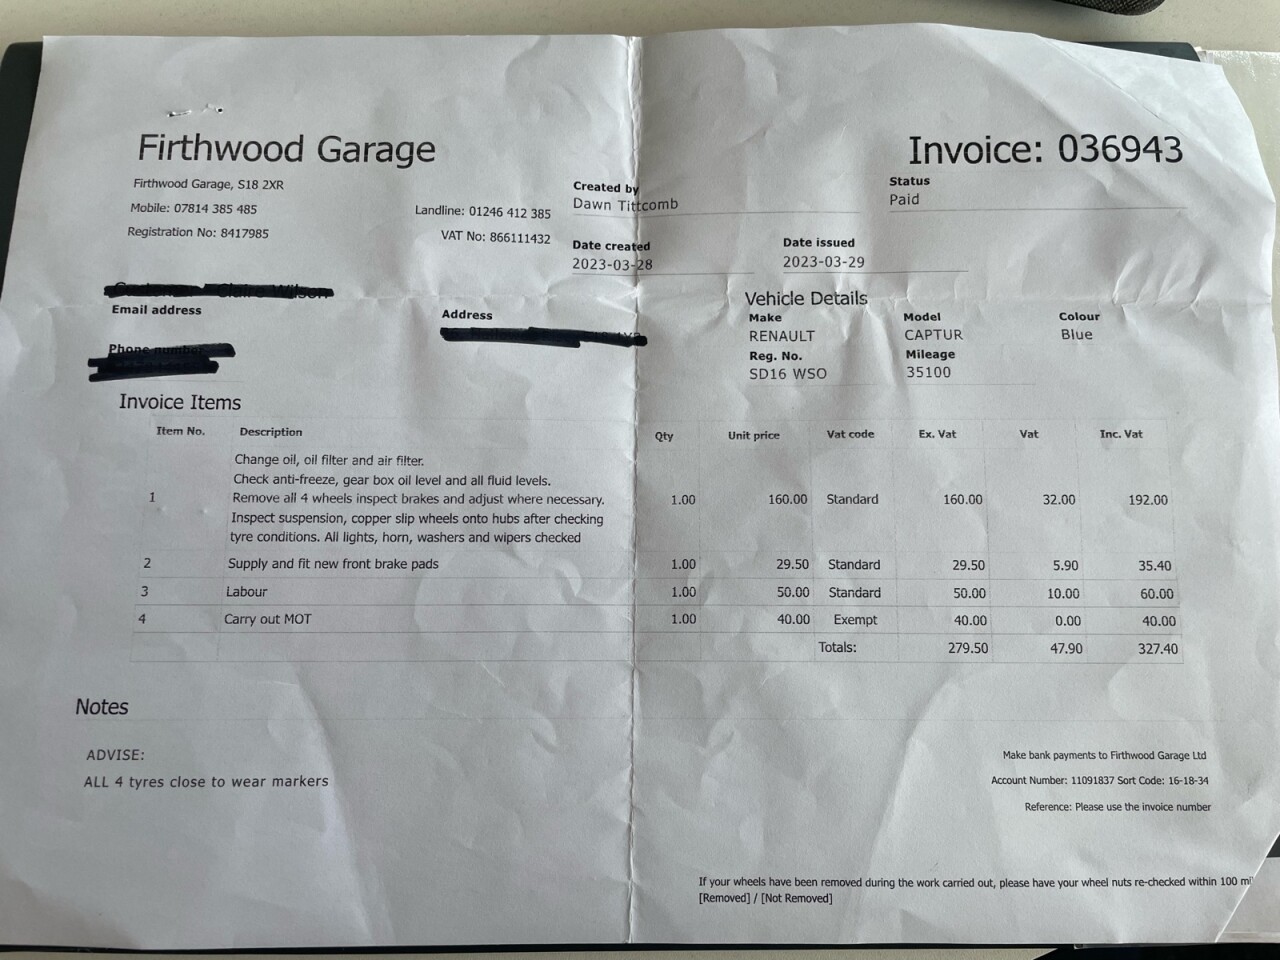 Firthwood Garage
Invoice: 036943
Firthwood Garage, S18 2XR
Mobile: 07814 385 485
Landline: 01246 412 385
Registration No: 8417985
VAT No: 866111432
Created by
Dawn Tittcomb
Status
Paid
Date created
2023-03-28
Date issued
2023-03-29
Email address
Address
Phone number
Vehicle Details
Make
Model
Colour
RENAULT
CAPTUR
Blue
Reg. No.
Mileage
SD16 WSO
35100
Invoice Items
Item No. Description Qty Unit price Vat code Ex. Vat Vat Inc. Vat
Change oil, oil filter and air filter.
Check anti-freeze, gear box oil level and all fluid levels.
1 Remove all 4 wheels inspect brakes and adjust where necessary. 1.00 160.00 Standard 160.00 32.00 192.00
Inspect suspension, copper slip wheels onto hubs after checking
tyre conditions. All lights, horn, washers and wipers checked
2 Supply and fit new front brake pads 1.00 29.50 Standard 29.50 5.90 35.40
3 Labour 1.00 50.00 Standard 50.00 10.00 60.00
4 Carry out MOT 1.00 40.00 Exempt 40.00 0.00 40.00
Totals: 279.50 47.90 327.40
Notes
ADVISE:
ALL 4 tyres close to wear markers
Make bank payments to Firthwood Garage Ltd
Account Number: 11091837 Sort Code: 16-18-34
Reference: Please use the invoice number
If your wheels have been removed during the work carried out, please have your wheel nuts re-checked within 100
[Removed] / [Not Removed]